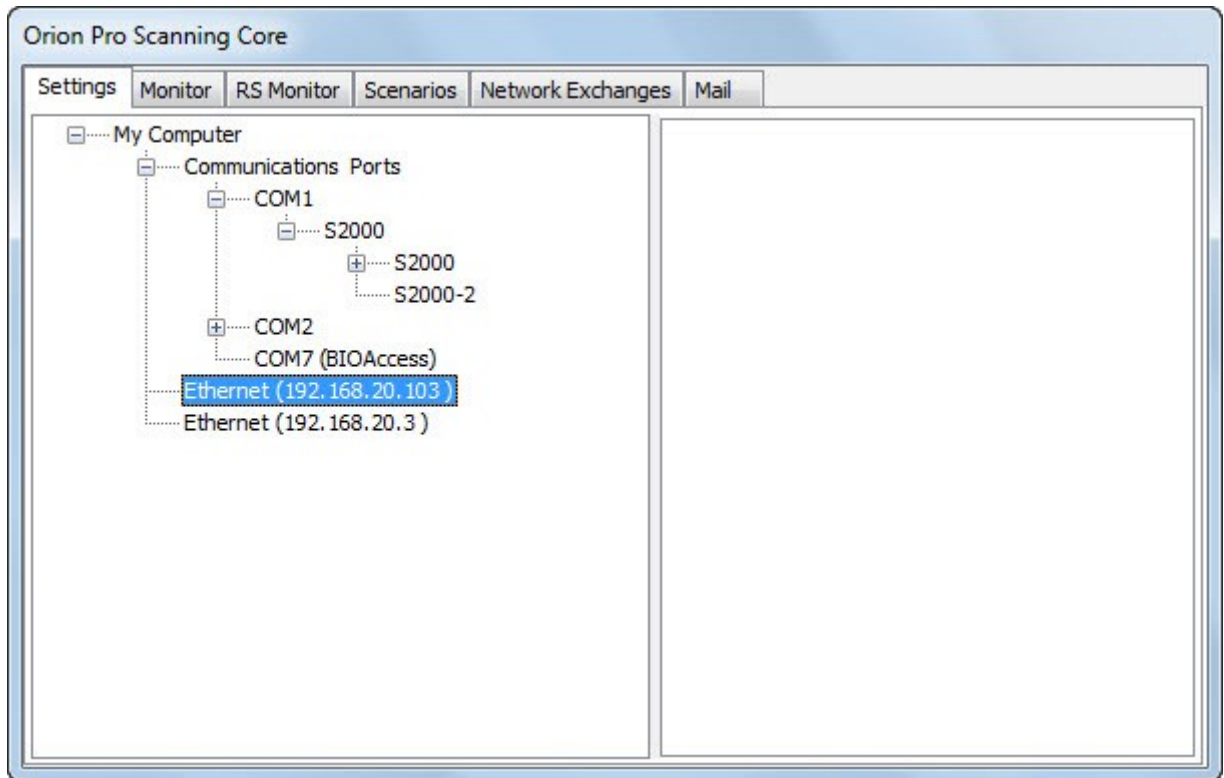 Orion Pro Scanning Core
Settings Monitor RS Monitor Scenarios Network Exchanges Mail
My Computer
Communications Ports
COM1
S2000
S2000
S2000-2
COM2
COM7 (BIOAccess)
Ethernet (192.168.20.103 )
Ethernet (192.168.20.3 )